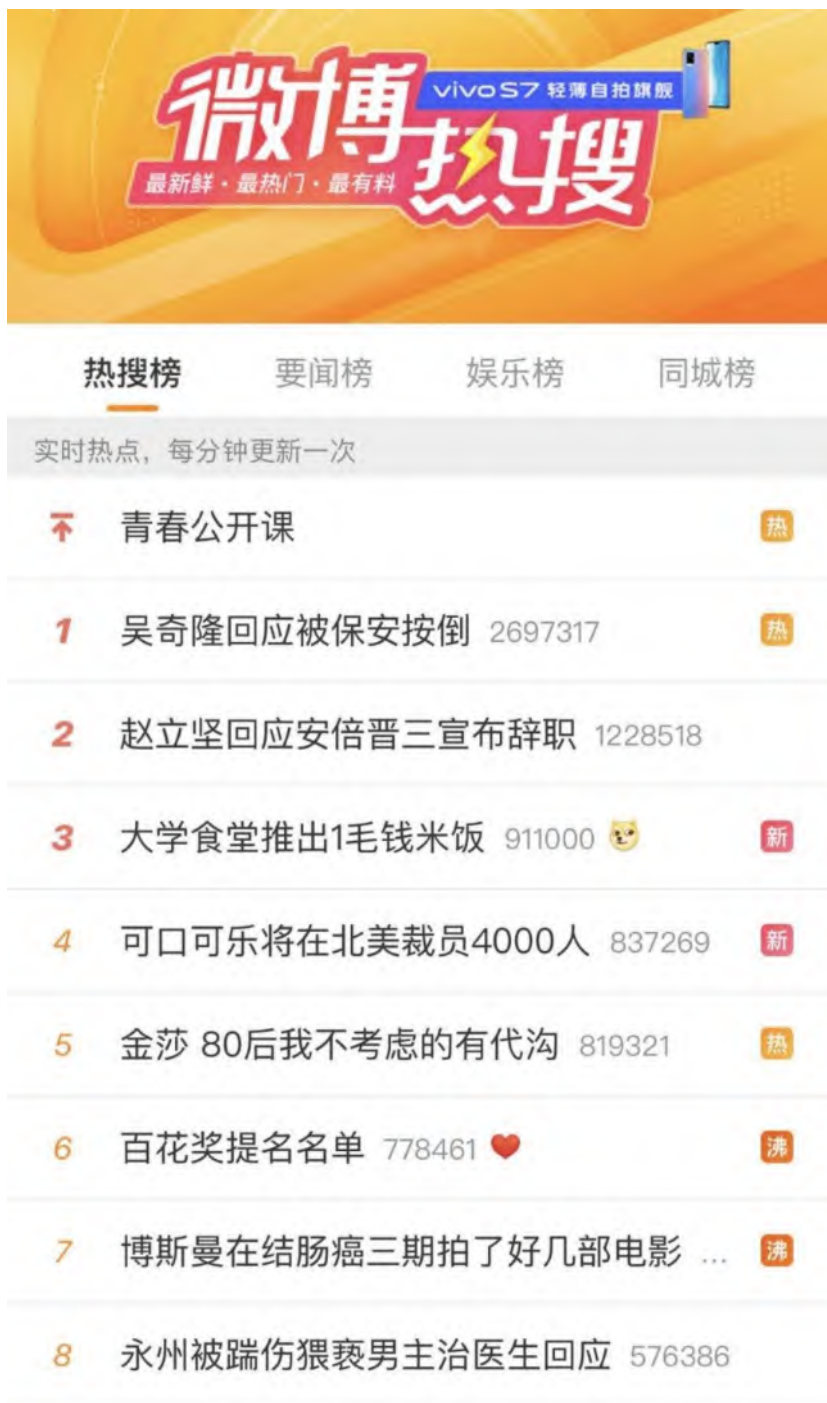 微博热搜
vivo S7 轻薄自拍旗舰
最新鲜·最热门·最有料
热搜榜 要闻榜 娱乐榜 同城榜
实时热点，每分钟更新一次
青春公开课 热
1 吴奇隆回应被保安按倒 2697317 热
2 赵立坚回应安倍晋三宣布辞职 1228518
3 大学食堂推出1毛钱米饭 911000 新
4 可口可乐将在北美裁员4000人 837269 新
5 金莎 80后我不考虑的有代沟 819321 热
6 百花奖提名名单 778461 沸
7 博斯曼在结肠癌三期拍了好几部电影 ... 沸
8 永州被踹伤猥亵男主治医生回应 576386